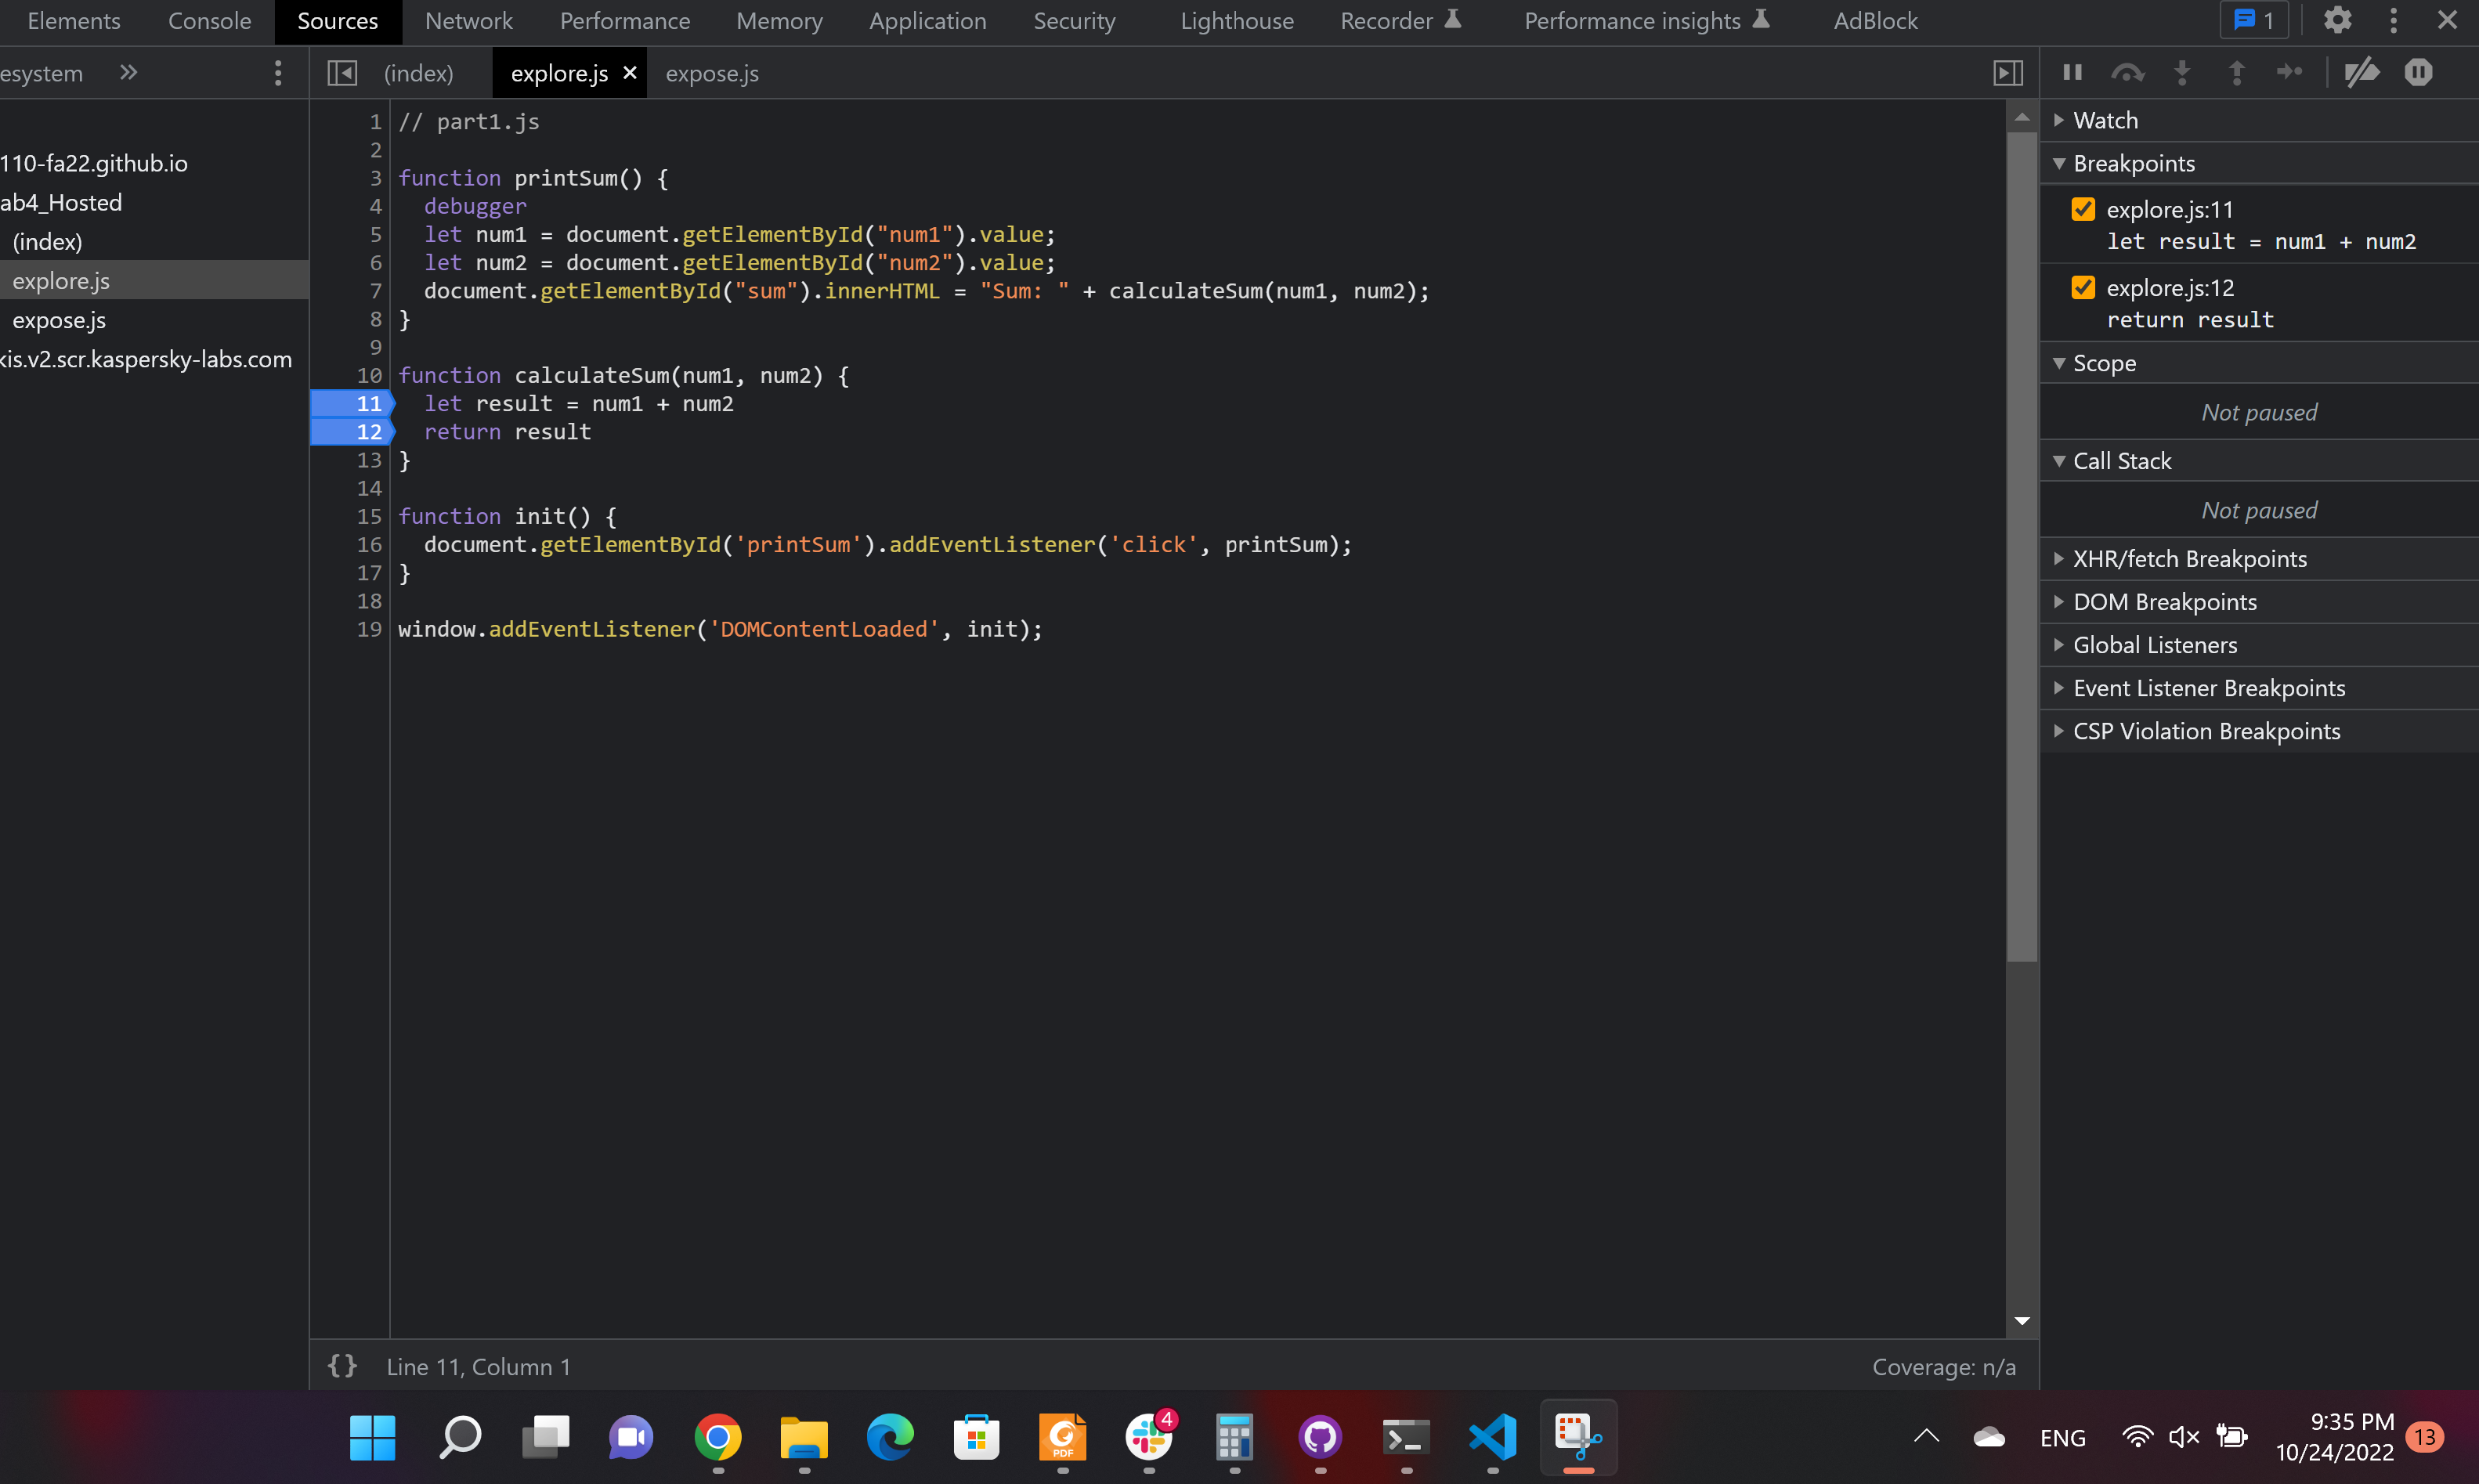 Elements Console Sources Network Performance Memory Application Security Lighthouse Recorder Performance insights AdBlock 1
esystem (index) explore.js expose.js
110-fa22.github.io
ab4_Hosted
(index)
explore.js
expose.js
kis.v2.scr.kaspersky-labs.com
1 // part1.js
2
3 function printSum() {
4 debugger
5 let num1 = document.getElementById("num1").value;
6 let num2 = document.getElementById("num2").value;
7 document.getElementById("sum").innerHTML = "Sum: " + calculateSum(num1, num2);
8 }
9
10 function calculateSum(num1, num2) {
11 let result = num1 + num2
12 return result
13 }
14
15 function init() {
16 document.getElementById('printSum').addEventListener('click', printSum);
17 }
18
19 window.addEventListener('DOMContentLoaded', init);
Watch
Breakpoints
explore.js:11
let result = num1 + num2
explore.js:12
return result
Scope
Not paused
Call Stack
Not paused
XHR/fetch Breakpoints
DOM Breakpoints
Global Listeners
Event Listener Breakpoints
CSP Violation Breakpoints
{} Line 11, Column 1 Coverage: n/a
PDF 4 ENG 9:35 PM 13
10/24/2022